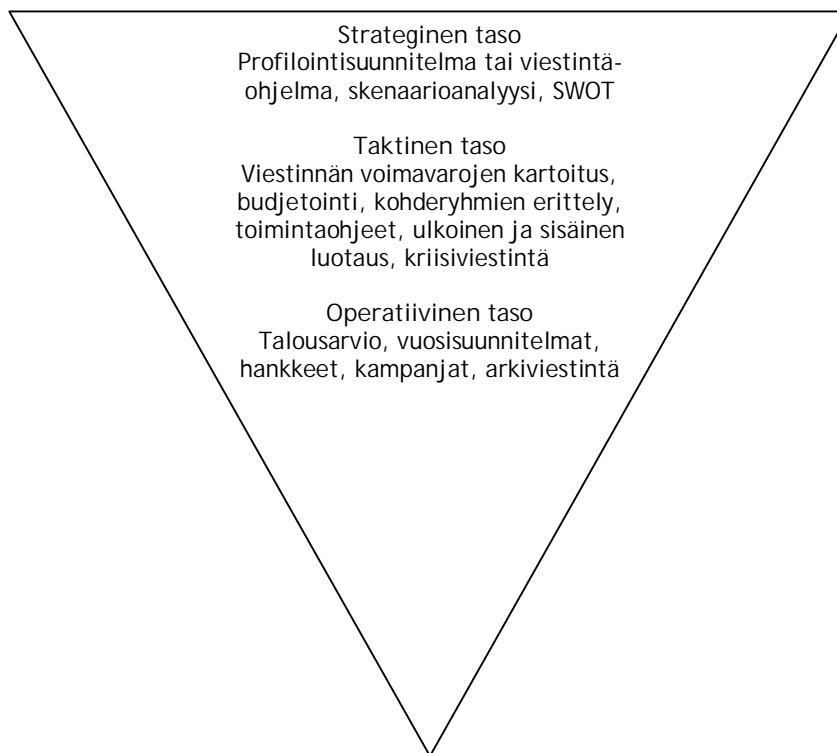 Strateginen taso
Profilointisuunnitelma tai viestintä-
ohjelma, skenaarioanalyysi, SWOT
Taktinen taso
Viestinnän voimavarojen kartoitus,
budjetointi, kohderyhmien erittely,
toimintaohjeet, ulkoinen ja sisäinen
luotaus, kriisiviestintä
Operatiivinen taso
Talousarvio, vuosisuunnitelmat,
hankkeet, kampanjat, arkiviestintä